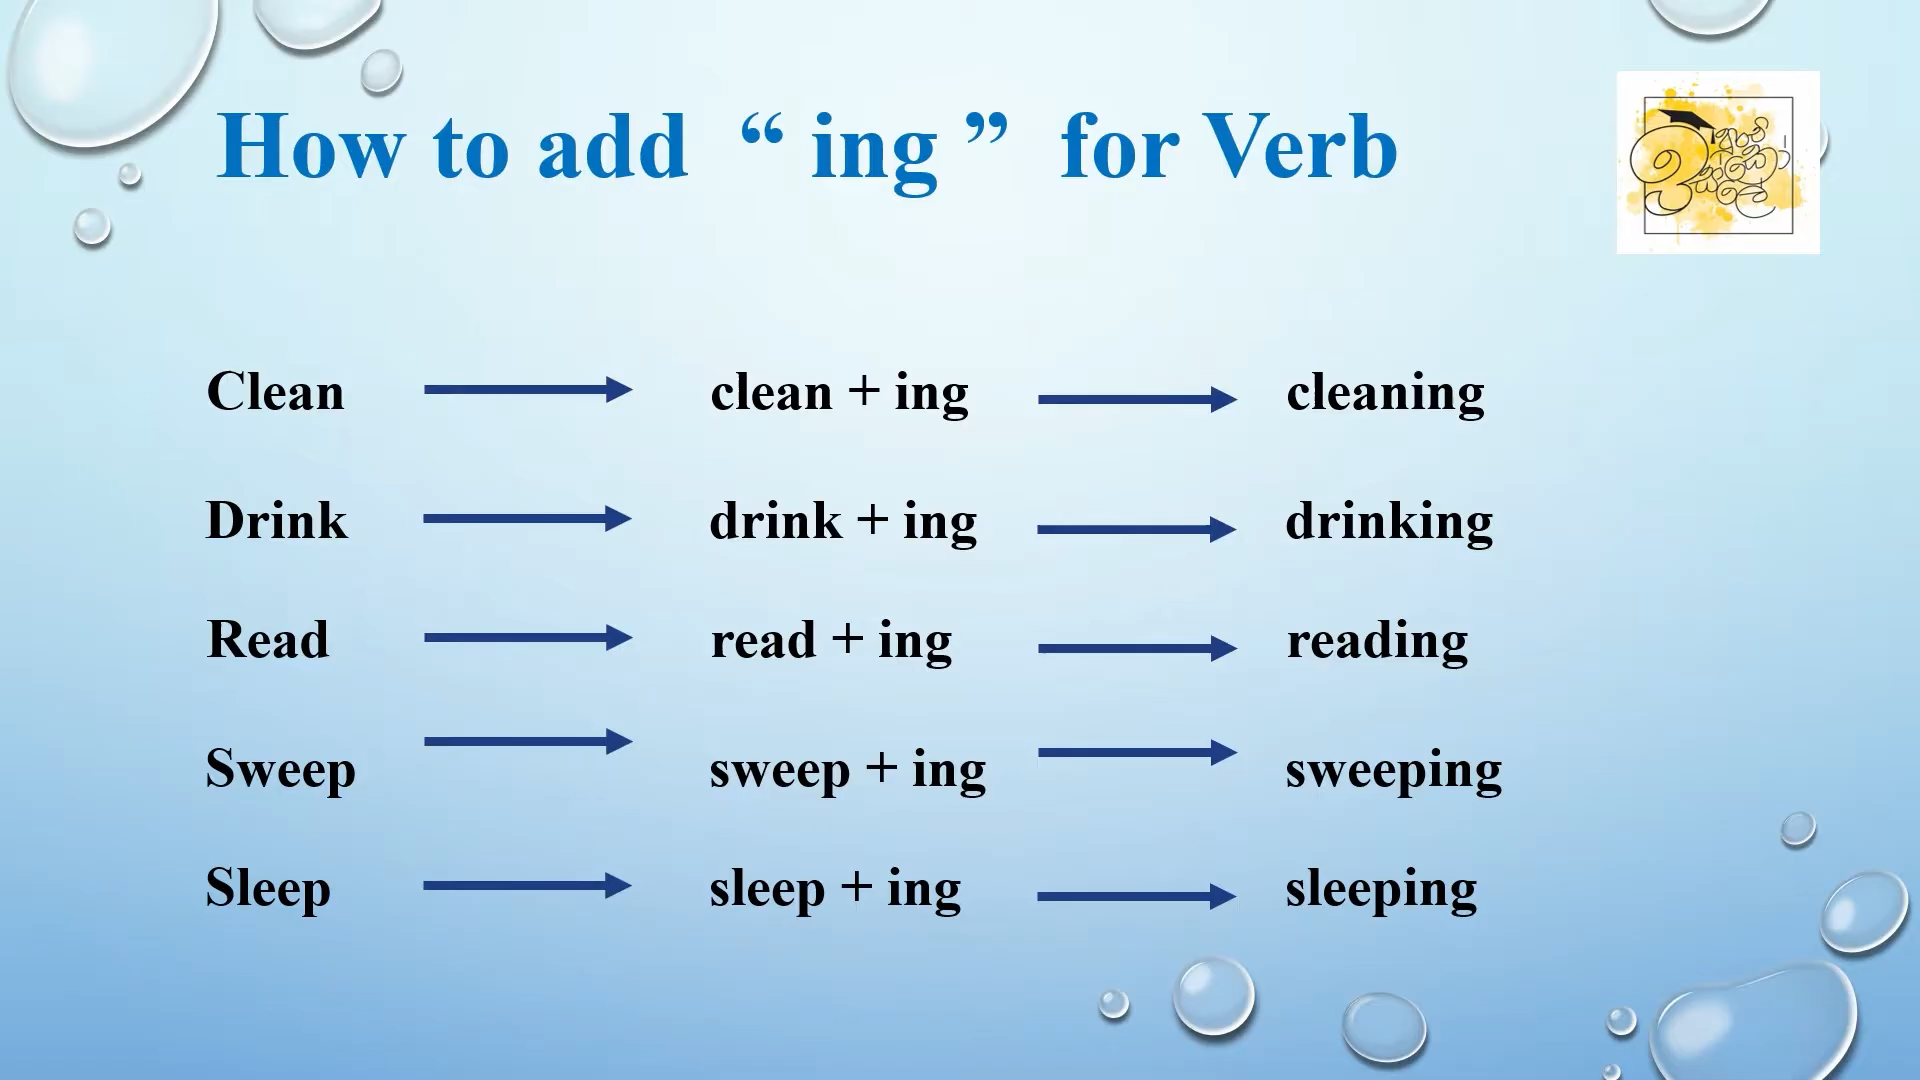 How to add “ ing ” for Verb
Clean clean + ing cleaning
Drink drink + ing drinking
Read read + ing reading
Sweep sweep + ing sweeping
Sleep sleep + ing sleeping